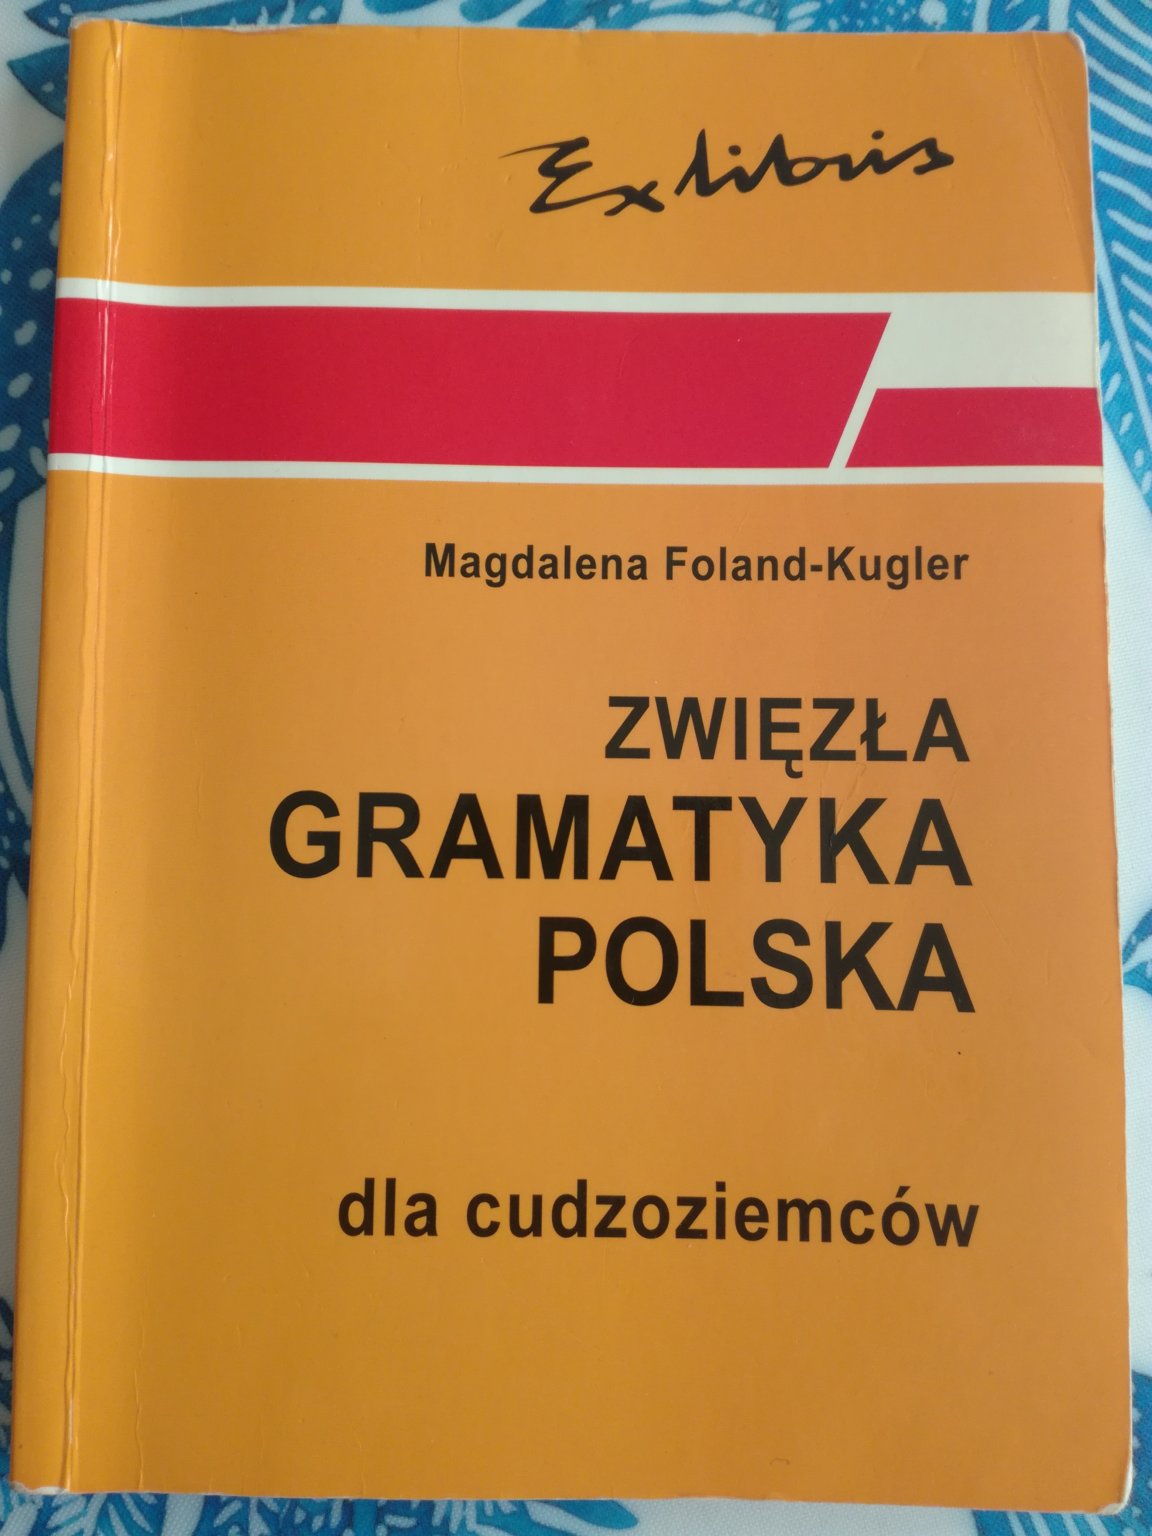 Ex libris
Magdalena Foland-Kugler
ZWIĘZŁA
GRAMATYKA
POLSKA
dla cudzoziemców